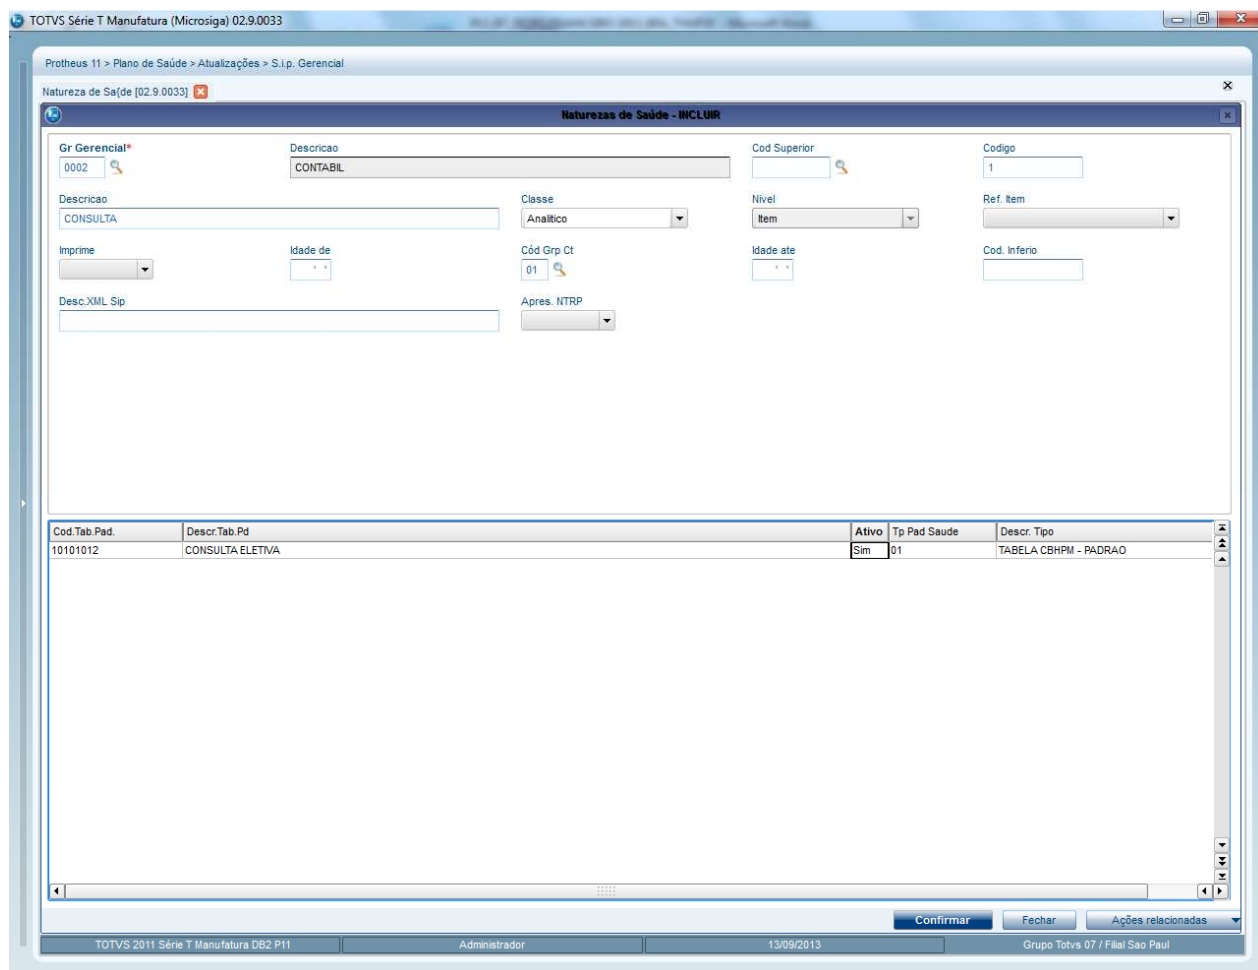 TOTVS Série T Manufatura (Microsiga) 02.9.0033
Protheus 11 > Plano de Saúde > Atualizações > S.i.p. Gerencial
Natureza de Sa{de [02.9.0033]
Naturezas de Saúde - INCLUIR
Gr Gerencial* Descricao Cod Superior Codigo
0002 CONTABIL 1
Descricao Classe Nivel Ref. Item
CONSULTA Analitico Item
Imprime Idade de Cód Grp Ct Idade ate Cod. Inferio
01
Desc.XML Sip Apres. NTRP
Cod.Tab.Pad. Descr.Tab.Pd Ativo Tp Pad Saude Descr. Tipo
10101012 CONSULTA ELETIVA Sim 01 TABELA CBHPM - PADRAO
Confirmar Fechar Ações relacionadas
TOTVS 2011 Série T Manufatura DB2 P11 Administrador 13/09/2013 Grupo Totvs 07 / Filial Sao Paul